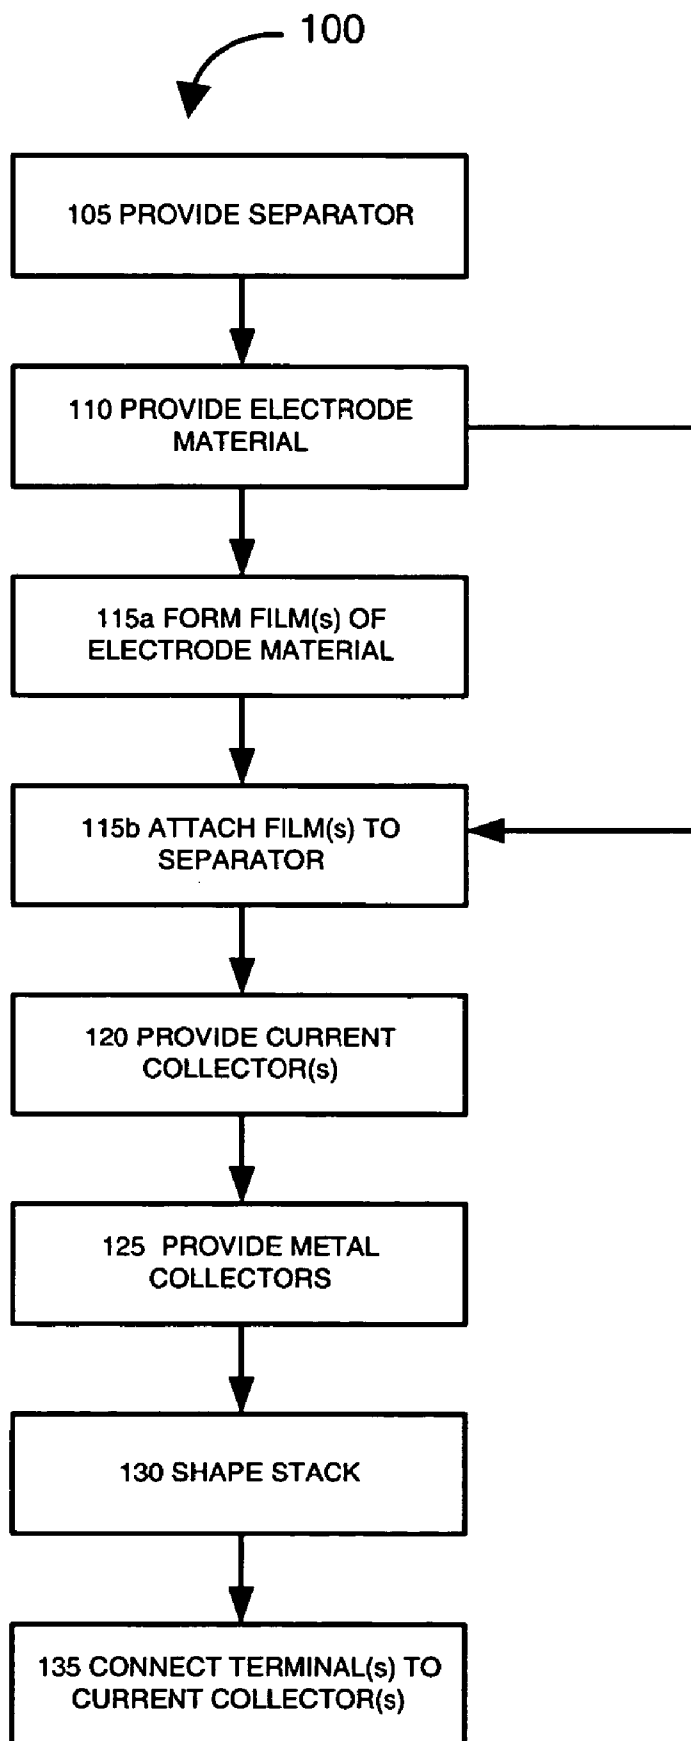 100
105 PROVIDE SEPARATOR
110 PROVIDE ELECTRODE
MATERIAL
115a FORM FILM(s) OF
ELECTRODE MATERIAL
115b ATTACH FILM(s) TO
SEPARATOR
120 PROVIDE CURRENT
COLLECTOR(s)
125 PROVIDE METAL
COLLECTORS
130 SHAPE STACK
135 CONNECT TERMINAL(s) TO
CURRENT COLLECTOR(s)